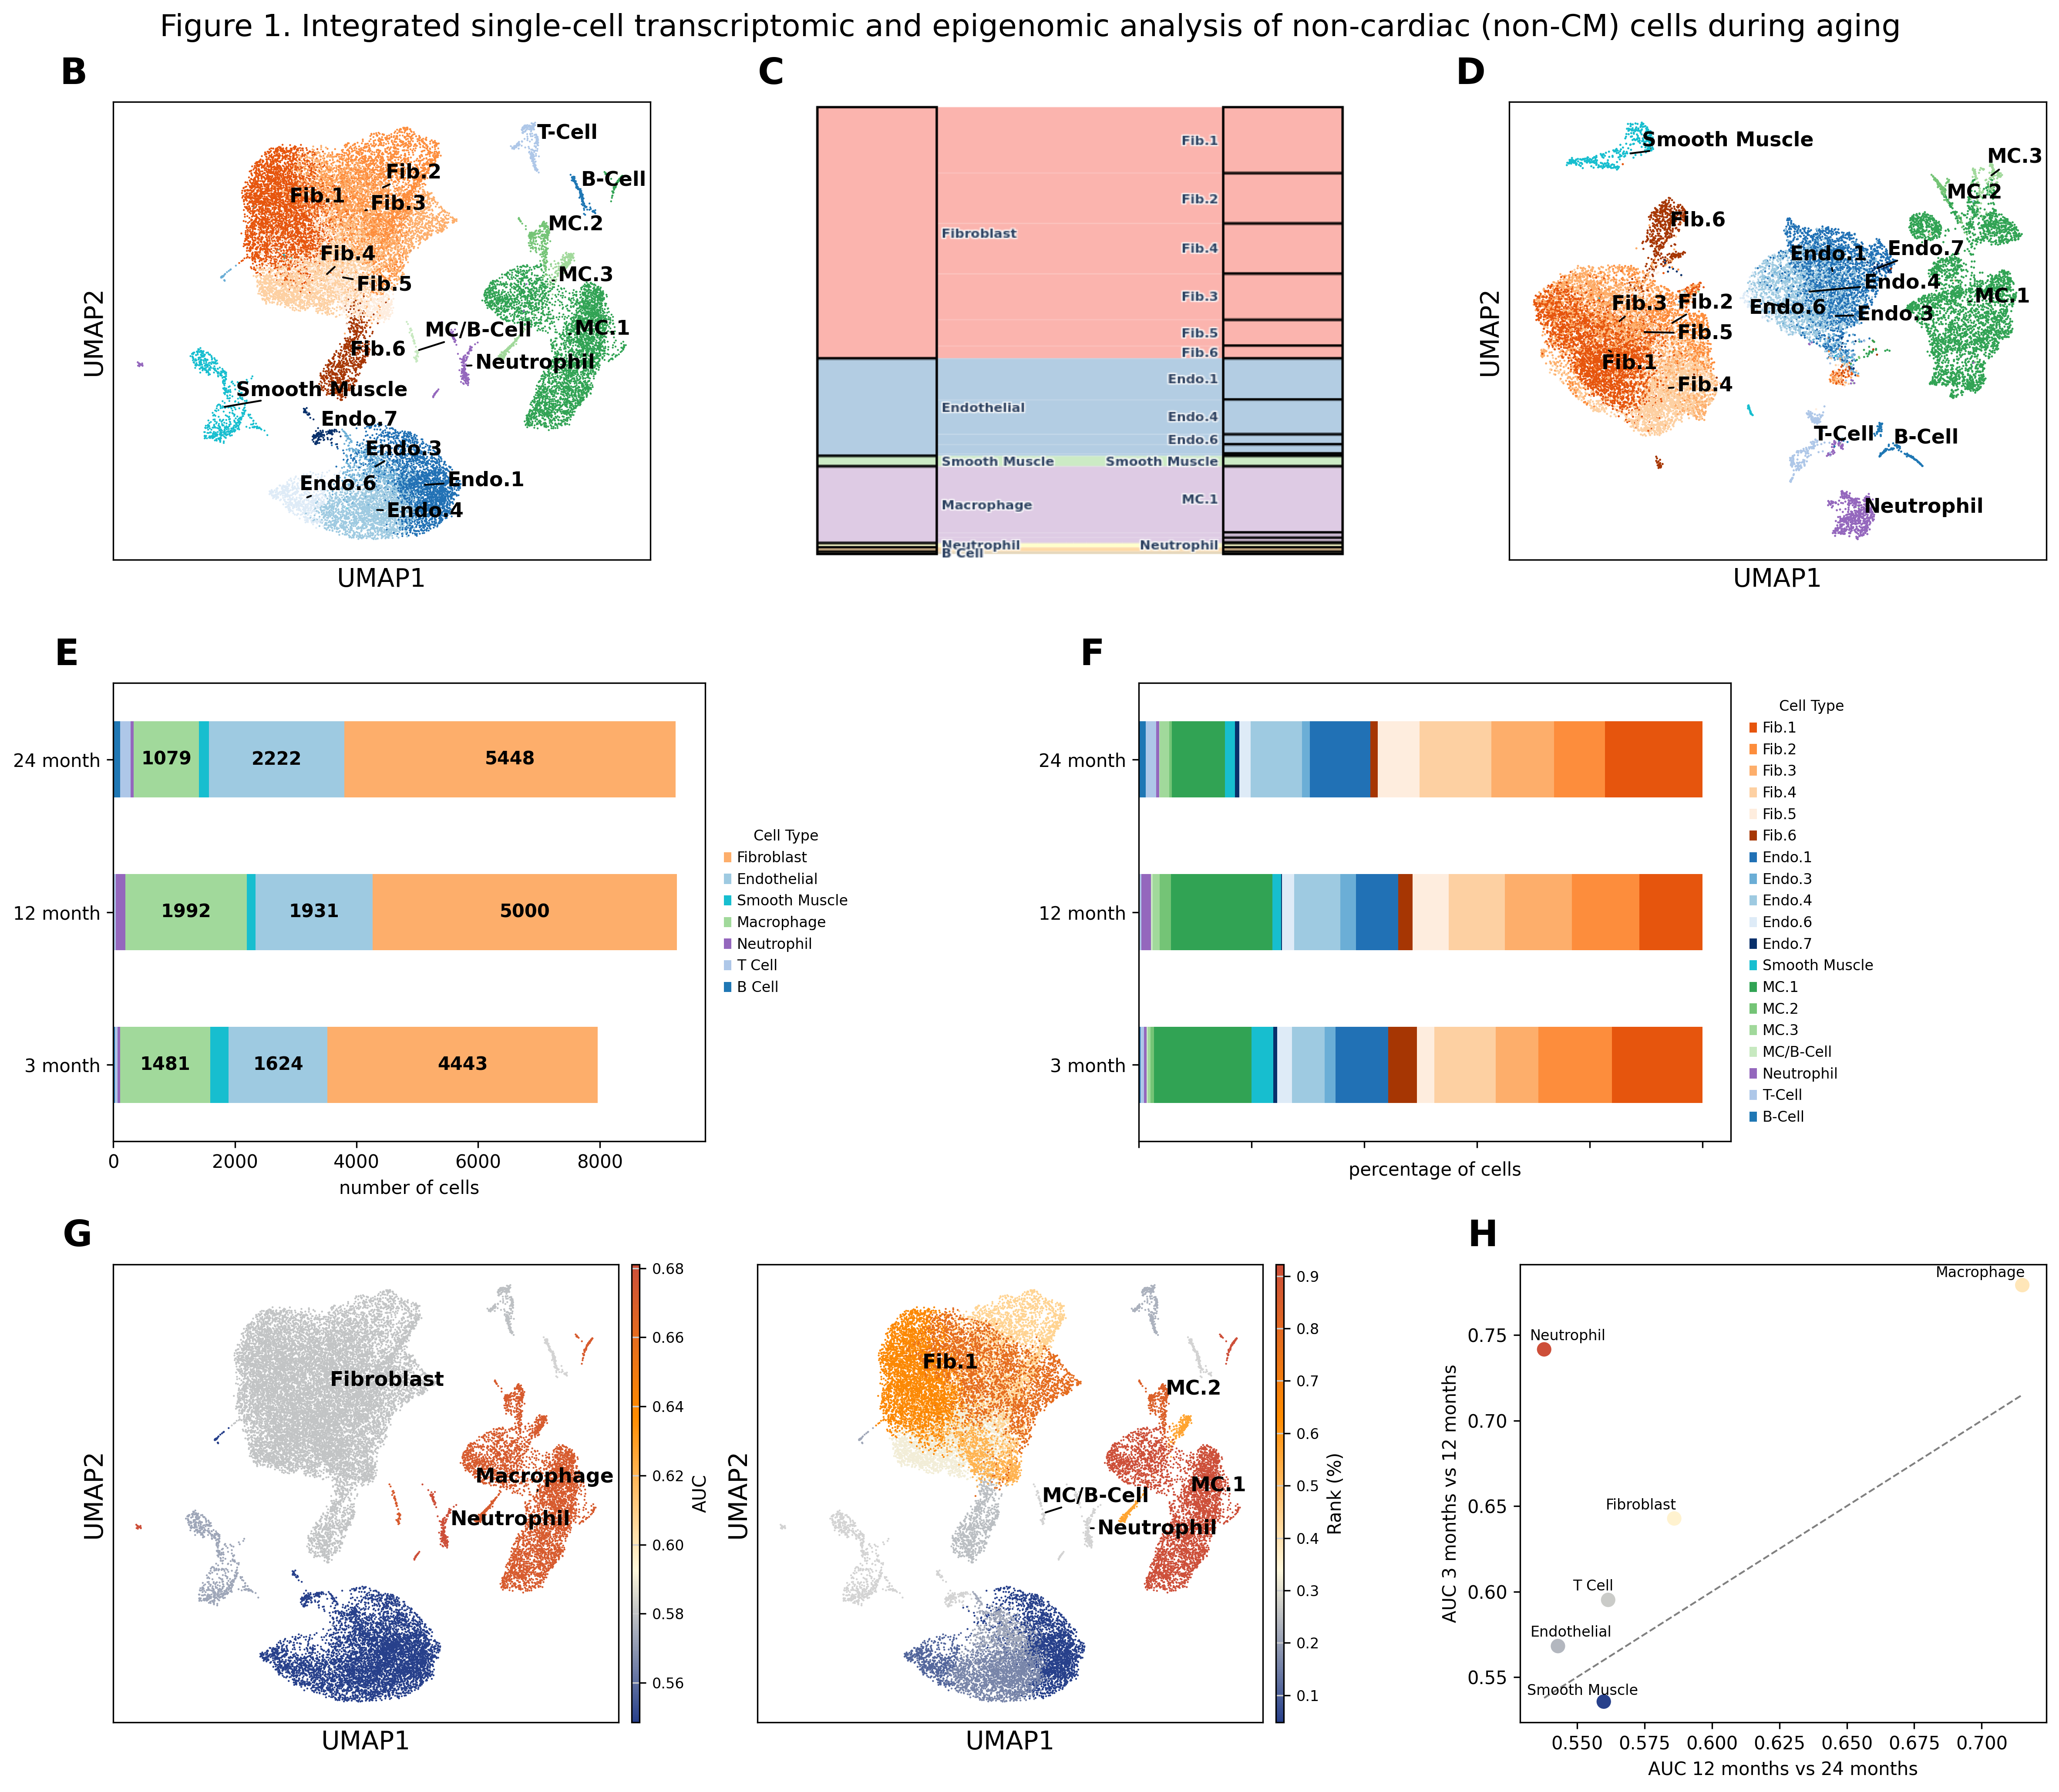 Figure 1. Integrated single-cell transcriptomic and epigenomic analysis of non-cardiac (non-CM) cells during aging
B
T-Cell
B-Cell
Fib.2
Fib.1
Fib.3
MC.2
Fib.4
MC.3
Fib.5
MC/B-Cell
MC.1
Fib.6
Neutrophil
Smooth Muscle
Endo.7
Endo.3
Endo.6
Endo.1
Endo.4
UMAP2
UMAP1
C
Fibroblast
Endothelial
Smooth Muscle
Macrophage
Neutrophil
B Cell
Fib.1
Fib.2
Fib.4
Fib.3
Fib.5
Fib.6
Endo.1
Endo.4
Endo.6
Smooth Muscle
MC.1
Neutrophil
D
Smooth Muscle
MC.3
MC.2
Fib.6
Endo.7
Endo.1
Endo.4
MC.1
Fib.3
Fib.2
Endo.6
Endo.3
Fib.5
Fib.1
Fib.4
T-Cell
B-Cell
Neutrophil
UMAP2
UMAP1
E
24 month
1079
2222
5448
12 month
1992
1931
5000
3 month
1481
1624
4443
0
2000
4000
6000
8000
number of cells
Cell Type
Fibroblast
Endothelial
Smooth Muscle
Macrophage
Neutrophil
T Cell
B Cell
F
24 month
12 month
3 month
percentage of cells
Cell Type
Fib.1
Fib.2
Fib.3
Fib.4
Fib.5
Fib.6
Endo.1
Endo.3
Endo.4
Endo.6
Endo.7
Smooth Muscle
MC.1
MC.2
MC.3
MC/B-Cell
Neutrophil
T-Cell
B-Cell
G
Fibroblast
Macrophage
Neutrophil
UMAP2
UMAP1
0.68
0.66
0.64
0.62
0.60
0.58
0.56
AUC
Fib.1
MC.2
MC.1
MC/B-Cell
Neutrophil
UMAP2
UMAP1
0.9
0.8
0.7
0.6
0.5
0.4
0.3
0.2
0.1
Rank (%)
H
Macrophage
Neutrophil
Fibroblast
T Cell
Endothelial
Smooth Muscle
0.75
0.70
0.65
0.60
0.55
AUC 3 months vs 12 months
0.550
0.575
0.600
0.625
0.650
0.675
0.700
AUC 12 months vs 24 months